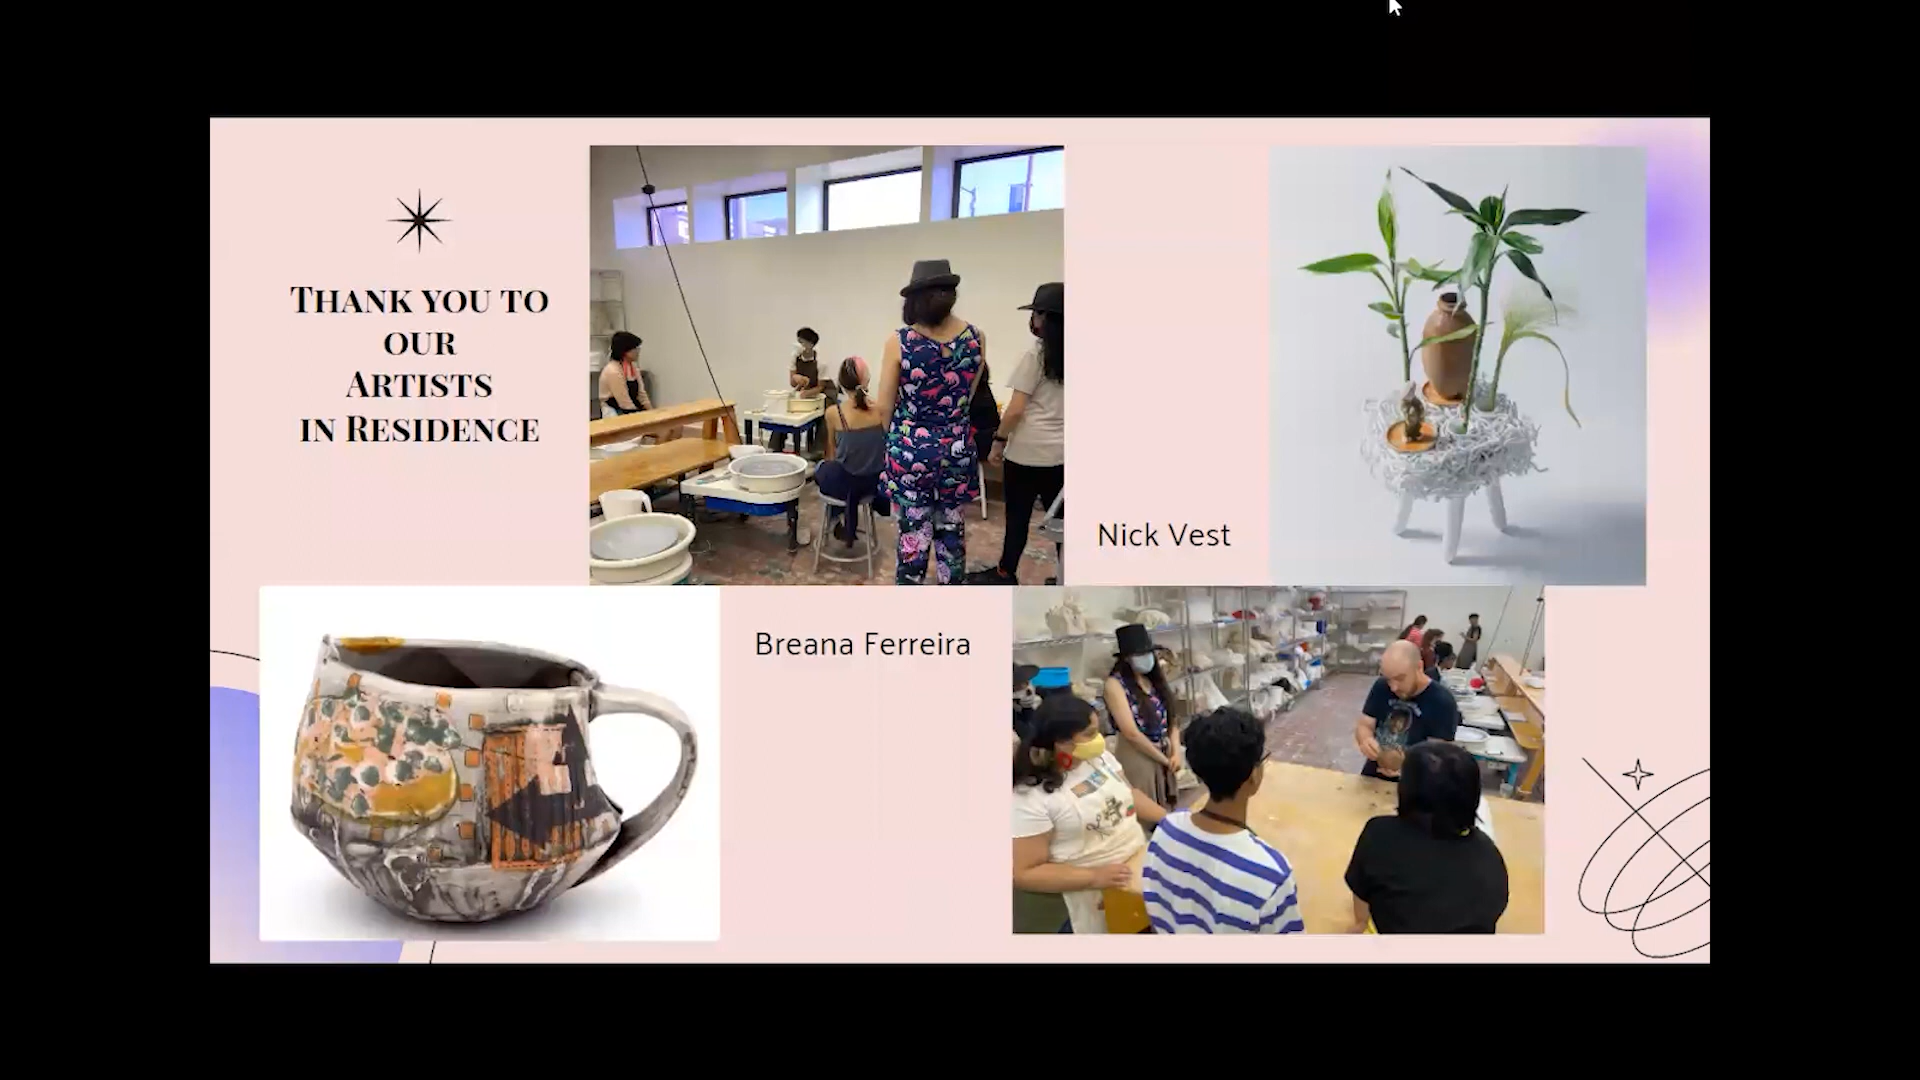 THANK YOU TO
OUR
ARTISTS
IN RESIDENCE
Nick Vest
Breana Ferreira